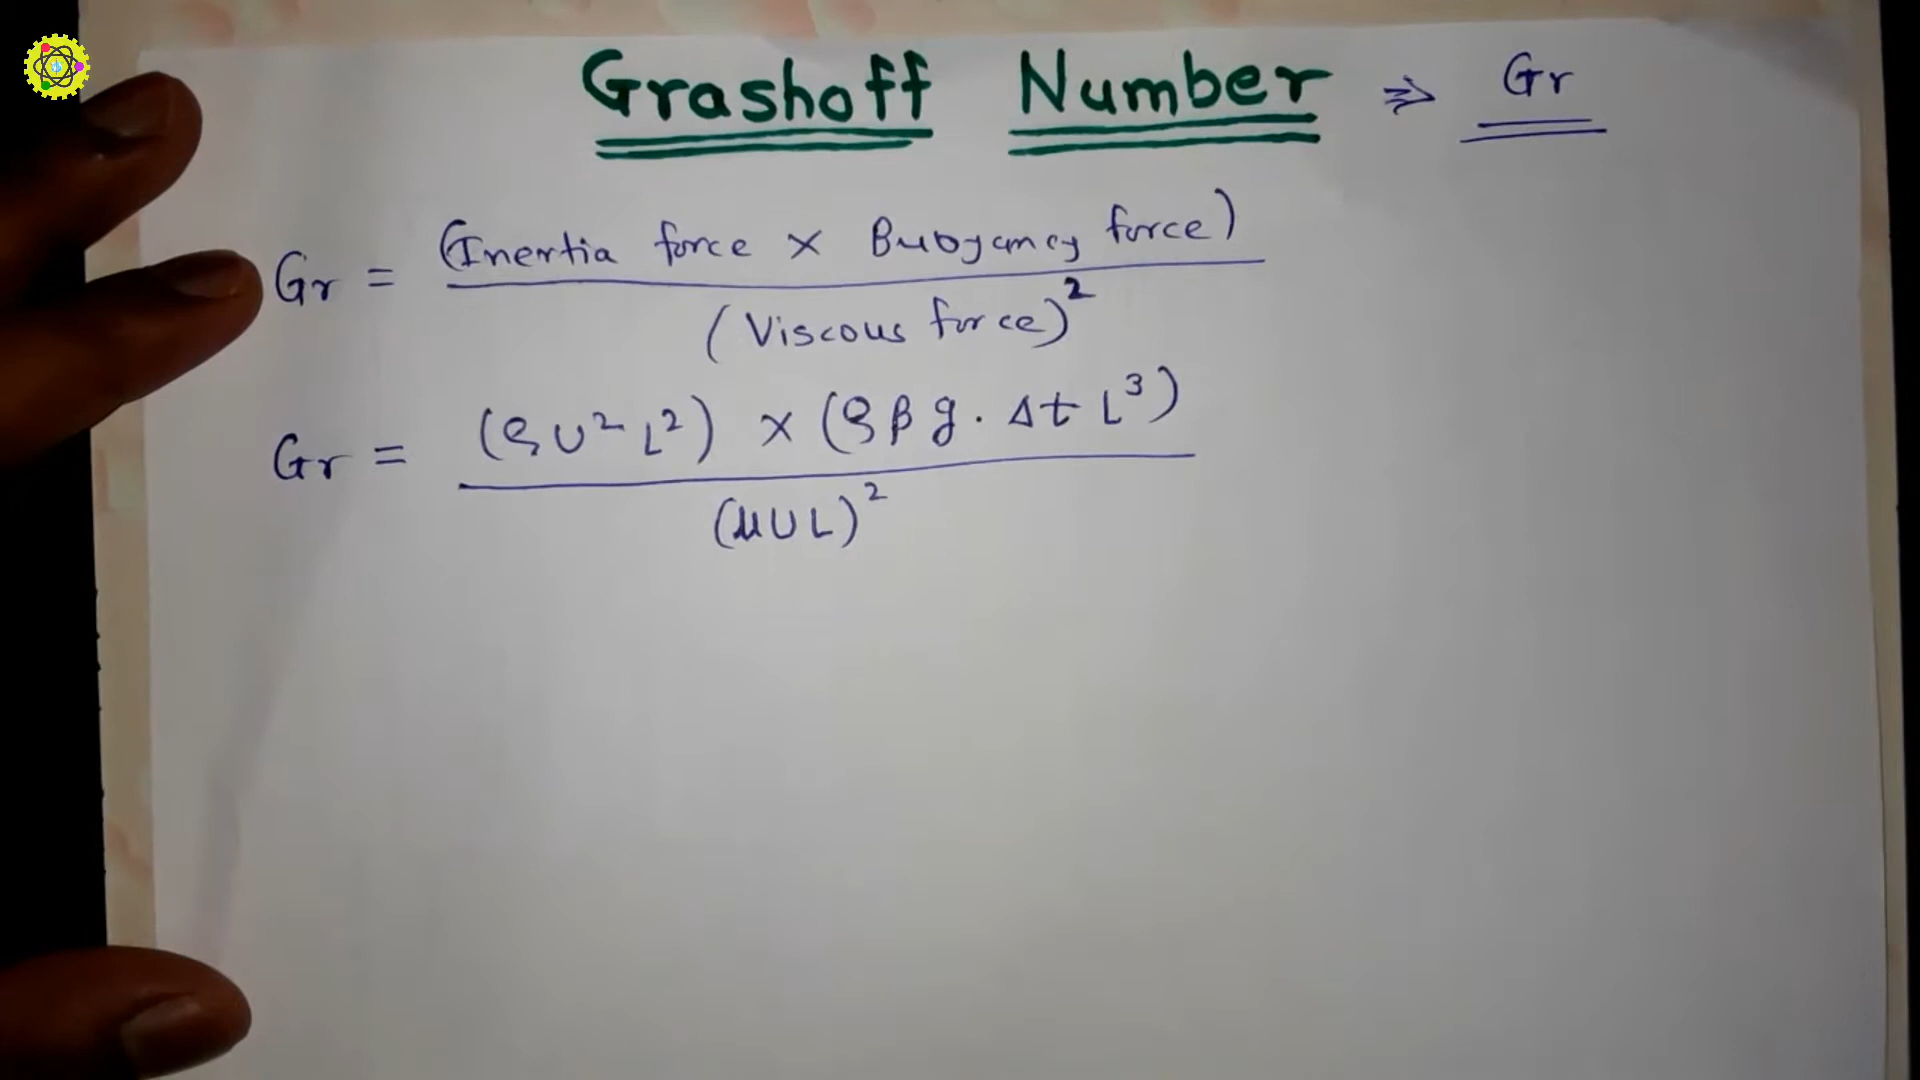 Grashoff Number ⇒ Gr
Gr = (Inertia force × Buoyancy force) / (Viscous force)²
Gr = (ρU²L²) × (ρβg·Δt L³) / (μUL)²